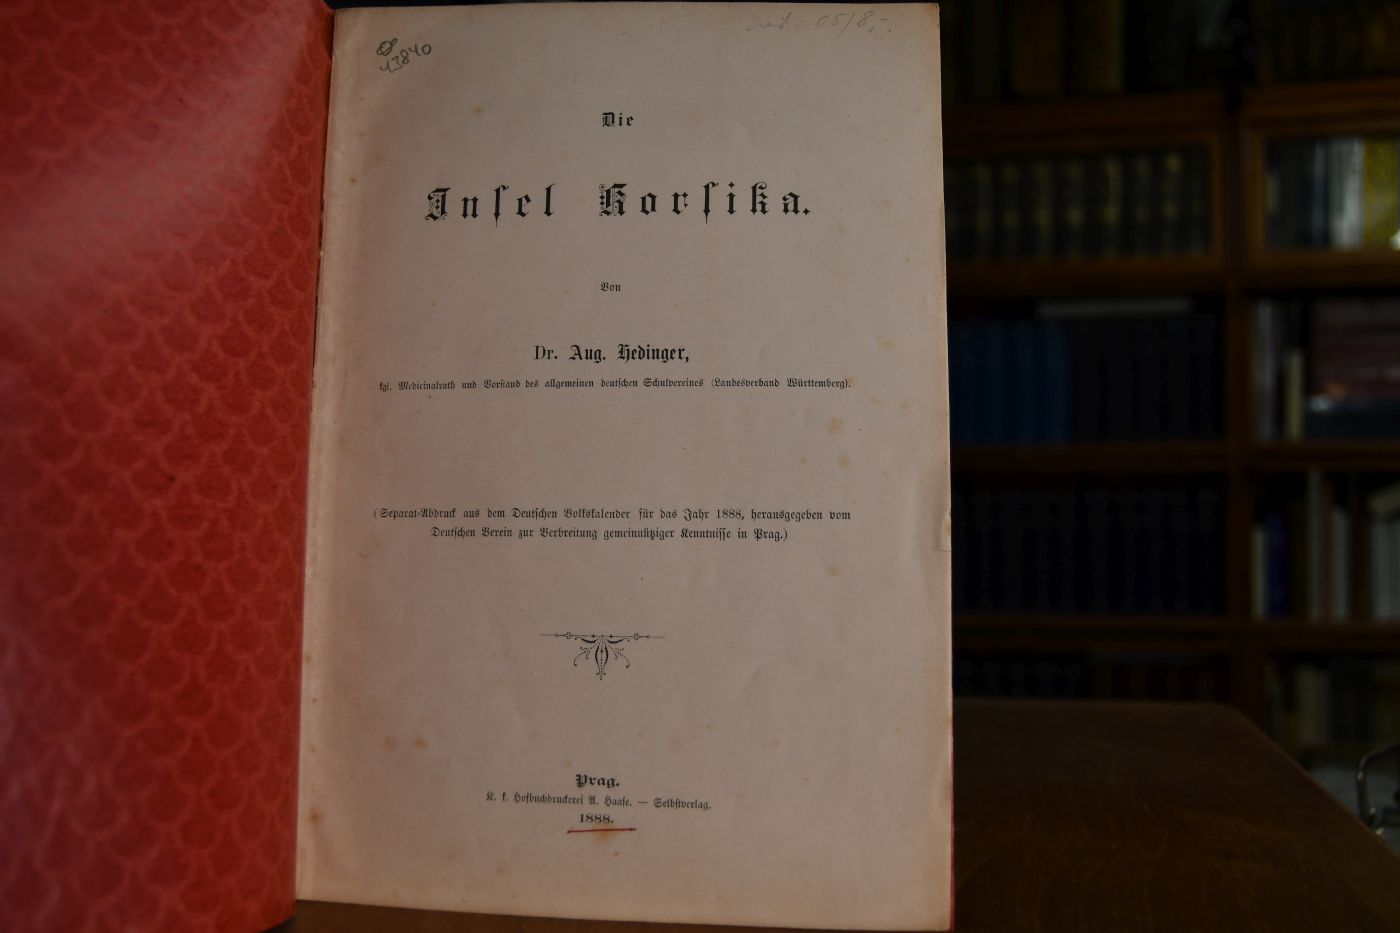 43840
05/8,-.
Die
Inſel Korſika.
Von
Dr. Aug. Hedinger,
kgl. Medicinalrath und Vorſtand des allgemeinen deutſchen Schulvereines (Landesverband Württemberg).
(Separat-Abdruck aus dem Deutſchen Volkskalender für das Jahr 1888, herausgegeben vom
Deutſchen Verein zur Verbreitung gemeinnütziger Kenntniſſe in Prag.)
Prag.
K. k. Hofbuchdruckerei A. Haaſe. — Selbſtverlag.
1888.